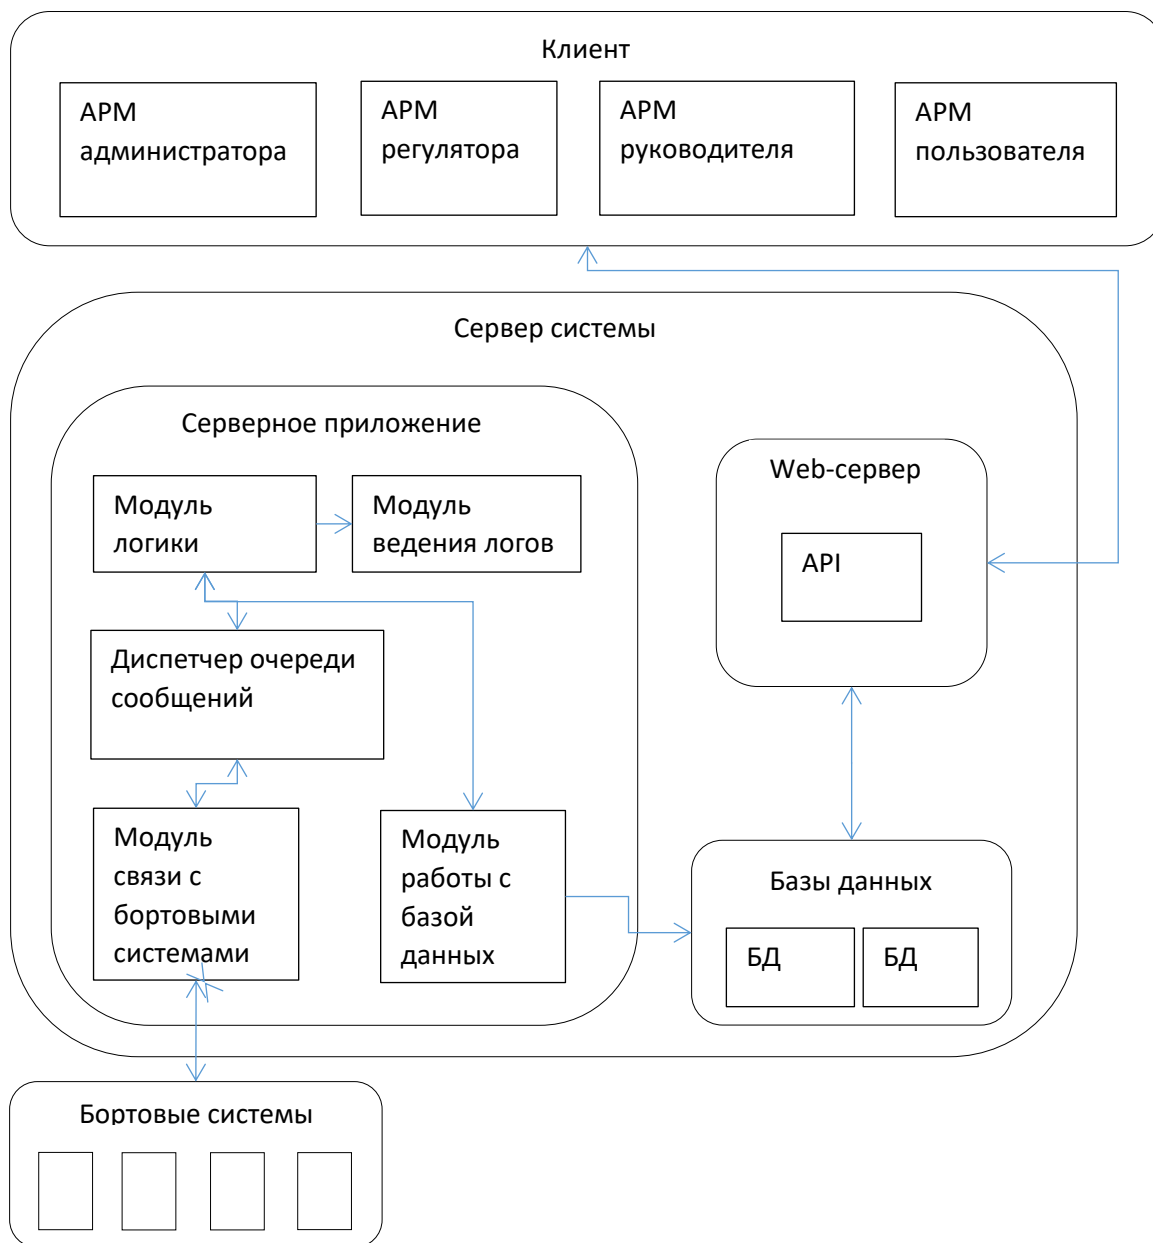 Клиент
АРМ
администратора
АРМ
регулятора
АРМ
руководителя
АРМ
пользователя
Сервер системы
Серверное приложение
Модуль
логики
Модуль
ведения логов
Web-сервер
API
Диспетчер очереди
сообщений
Модуль
связи с
бортовыми
системами
Модуль
работы с
базой
данных
Базы данных
БД
БД
Бортовые системы